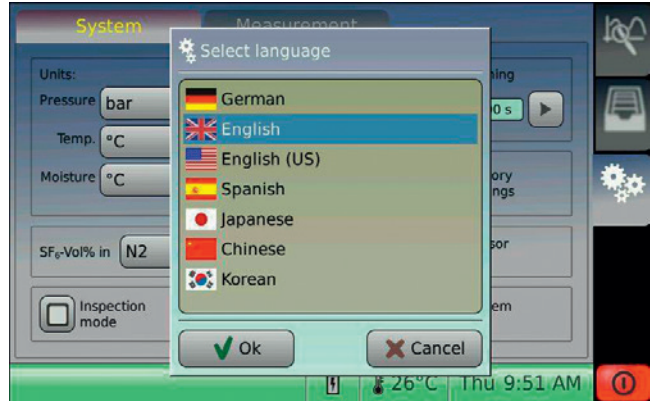 System
Measurement
Select language
Units:
Pressure bar
Temp. °C
Moisture °C
SF₆-Vol% in N2
Inspection
mode
German
English
English (US)
Spanish
Japanese
Chinese
Korean
Ok
Cancel
26°C
Thu 9:51 AM